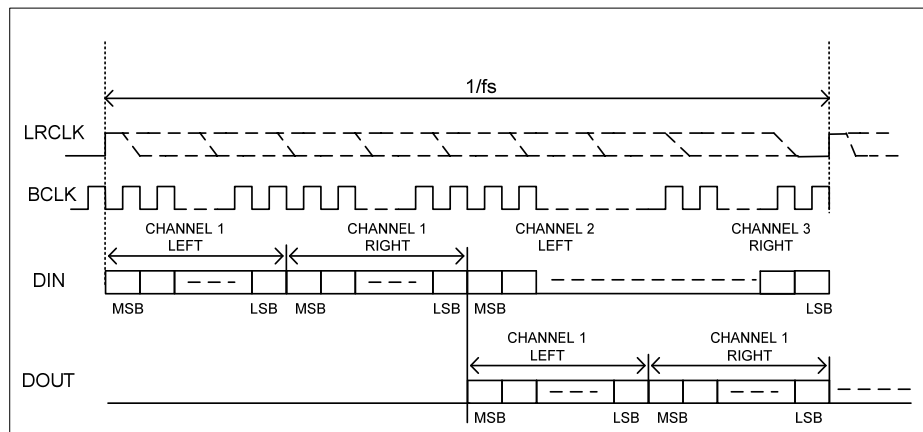 1/fs
LRCLK
BCLK
CHANNEL 1 LEFT
CHANNEL 1 RIGHT
CHANNEL 2 LEFT
CHANNEL 3 RIGHT
DIN
MSB LSB MSB LSB MSB LSB
CHANNEL 1 LEFT
CHANNEL 1 RIGHT
DOUT
MSB LSB MSB LSB